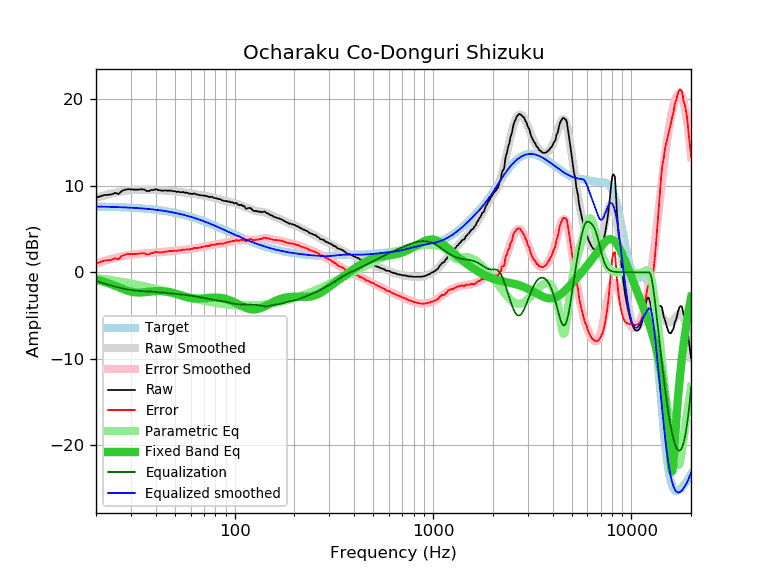 Ocharaku Co-Donguri Shizuku
20
10
0
−10
−20
Amplitude (dBr)
Target
Raw Smoothed
Error Smoothed
Raw
Error
Parametric Eq
Fixed Band Eq
Equalization
Equalized smoothed
100
1000
10000
Frequency (Hz)